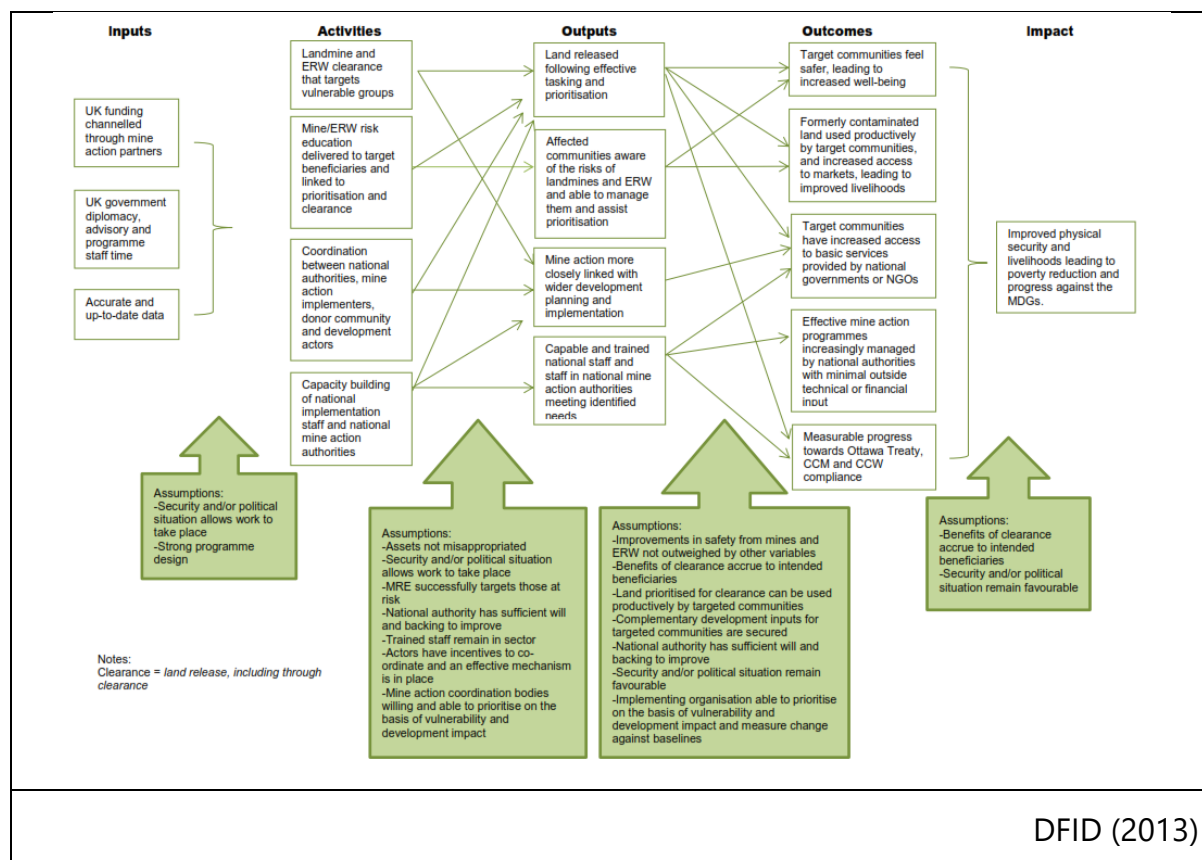 Inputs
Activities
Outputs
Outcomes
Impact
UK funding
channelled
through mine
action partners
UK government
diplomacy,
advisory and
programme
staff time
Accurate and
up-to-date data
Landmine and
ERW clearance
that targets
vulnerable groups
Mine/ERW risk
education
delivered to target
beneficiaries and
linked to
prioritisation and
clearance
Coordination
between national
authorities, mine
action
implementers,
donor community
and development
actors
Capacity building
of national
implementation
staff and national
mine action
authorities
Land released
following effective
tasking and
prioritisation
Affected
communities aware
of the risks of
landmines and ERW
and able to manage
them and assist
prioritisation
Mine action more
closely linked with
wider development
planning and
implementation
Capable and trained
national staff and
staff in national mine
action authorities
meeting identified
needs
Target communities feel
safer, leading to
increased well-being
Formerly contaminated
land used productively
by target communities,
and increased access
to markets, leading to
improved livelihoods
Target communities
have increased access
to basic services
provided by national
governments or NGOs
Effective mine action
programmes
increasingly managed
by national authorities
with minimal outside
technical or financial
input
Measurable progress
towards Ottawa Treaty,
CCM and CCW
compliance
Improved physical
security and
livelihoods leading to
poverty reduction and
progress against the
MDGs.
Assumptions:
-Security and/or political
situation allows work to
take place
-Strong programme
design
Assumptions:
-Assets not misappropriated
-Security and/or political situation
allows work to take place
-MRE successfully targets those at
risk
-National authority has sufficient will
and backing to improve
-Trained staff remain in sector
-Actors have incentives to co-
ordinate and an effective mechanism
is in place
-Mine action coordination bodies
willing and able to prioritise on the
basis of vulnerability and
development impact
Assumptions:
-Improvements in safety from mines and
ERW not outweighed by other variables
-Benefits of clearance accrue to intended
beneficiaries
-Land prioritised for clearance can be used
productively by targeted communities
-Complementary development inputs for
targeted communities are secured
-National authority has sufficient will and
backing to improve
-Security and/or political situation remain
favourable
-Implementing organisation able to prioritise
on the basis of vulnerability and
development impact and measure change
against baselines
Assumptions:
-Benefits of clearance
accrue to intended
beneficiaries
-Security and/or political
situation remain favourable
Notes:
Clearance = land release, including through
clearance
DFID (2013)